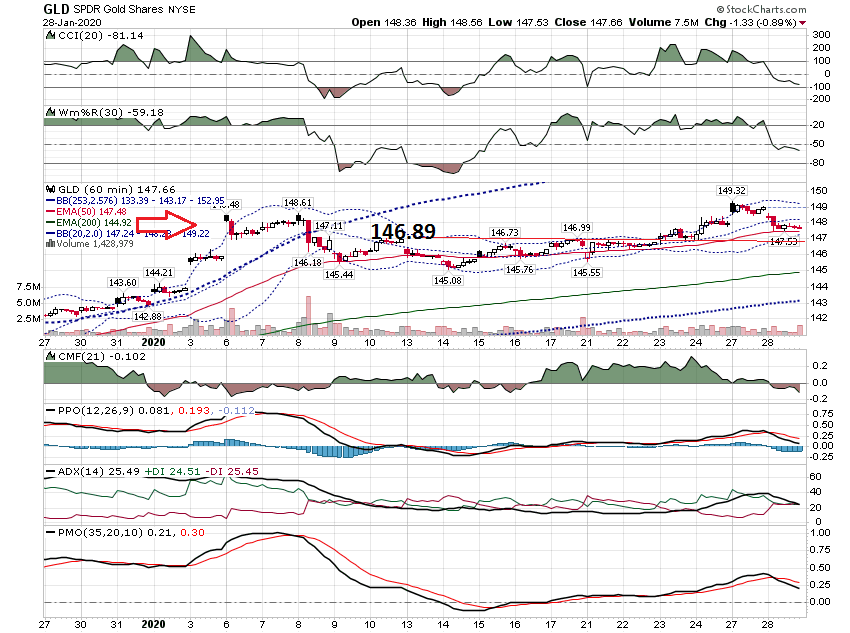 GLD SPDR Gold Shares NYSE © StockCharts.com
28-Jan-2020 Open 148.36 High 148.56 Low 147.53 Close 147.66 Volume 7.5M Chg -1.33 (-0.89%)
CCI(20) -81.14
300
200
100
0
-100
-200
Wm%R(30) -59.18
-20
-50
-80
GLD (60 min) 147.66
BB(253,2.576) 133.39 - 143.17 - 152.95
EMA(50) 147.48
EMA(200) 144.92
BB(20,2.0) 147.24 - 149.22
Volume 1,428,979
148.61
147.11
146.89
146.18
145.44
145.08
146.73
145.76
146.99
145.55
149.32
147.53
143.60
144.21
142.88
150
149
148
147
146
145
144
143
142
7.5M
5.0M
2.5M
27 30 31 2020 3 6 7 8 9 10 13 14 15 16 17 21 22 23 24 27 28
CMF(21) -0.102
0.2
0.0
-0.2
PPO(12,26,9) 0.081, 0.193, -0.112
0.75
0.50
0.25
0.00
-0.25
ADX(14) 25.49 +DI 24.51 -DI 25.45
60
40
20
0
PMO(35,20,10) 0.21, 0.30
1.00
0.75
0.50
0.25
0.00
27 30 31 2020 3 6 7 8 9 10 13 14 15 16 17 21 22 23 24 27 28